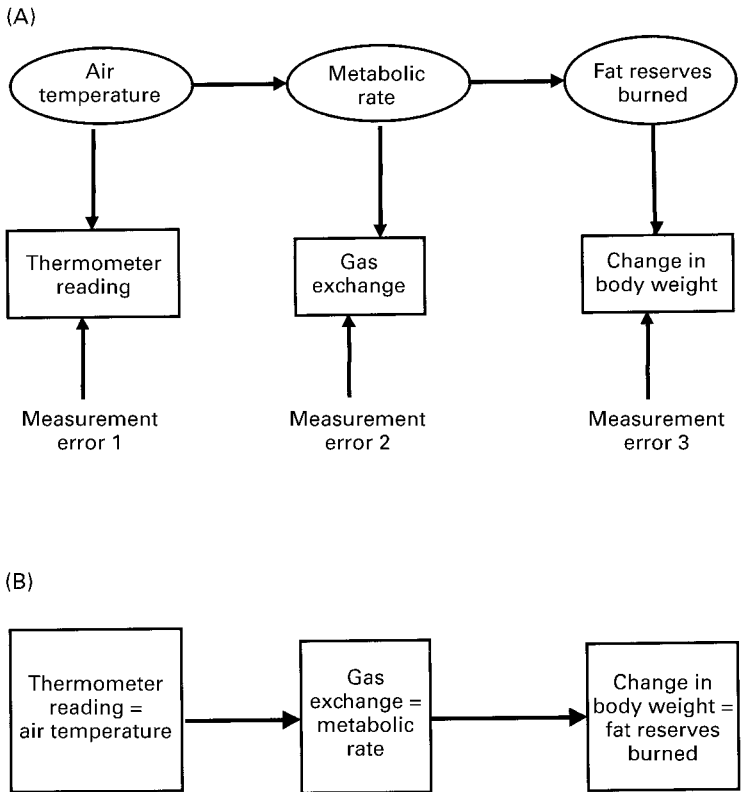 (A)
Air
temperature
Metabolic
rate
Fat reserves
burned
Thermometer
reading
Gas
exchange
Change in
body weight
Measurement
error 1
Measurement
error 2
Measurement
error 3
(B)
Thermometer
reading =
air temperature
Gas
exchange =
metabolic
rate
Change in
body weight =
fat reserves
burned